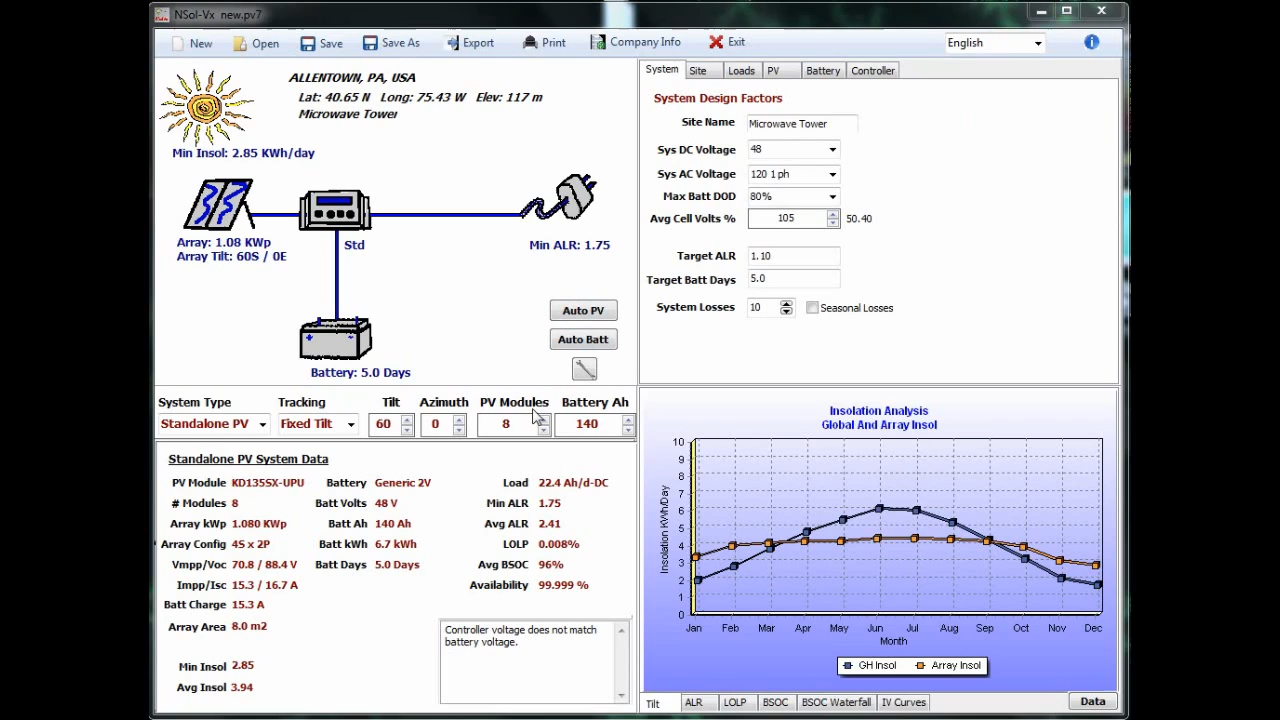 NSol-Vx new.pv7
New Open Save Save As Export Print Company Info Exit English
ALLENTOWN, PA, USA
Lat: 40.65 N Long: 75.43 W Elev: 117 m
Microwave Tower
Min Insol: 2.85 KWh/day
Array: 1.08 KWp
Array Tilt: 60S / 0E
Std
Min ALR: 1.75
Auto PV
Auto Batt
Battery: 5.0 Days
System Type Tracking Tilt Azimuth PV Modules Battery Ah
Standalone PV Fixed Tilt 60 0 8 140
Standalone PV System Data
PV Module KD135SX-UPU Battery Generic 2V Load 22.4 Ah/d-DC
# Modules 8 Batt Volts 48 V Min ALR 1.75
Array kWp 1.080 KWp Batt Ah 140 Ah Avg ALR 2.41
Array Config 4S x 2P Batt kWh 6.7 kWh LOLP 0.008%
Vmpp/Voc 70.8 / 88.4 V Batt Days 5.0 Days Avg BSOC 96%
Impp/Isc 15.3 / 16.7 A Availability 99.999 %
Batt Charge 15.3 A
Array Area 8.0 m2
Min Insol 2.85
Avg Insol 3.94
Controller voltage does not match
battery voltage.
System Site Loads PV Battery Controller
System Design Factors
Site Name Microwave Tower
Sys DC Voltage 48
Sys AC Voltage 120 1 ph
Max Batt DOD 80%
Avg Cell Volts % 105 50.40
Target ALR 1.10
Target Batt Days 5.0
System Losses 10 Seasonal Losses
Insolation Analysis
Global And Array Insol
Insolation KWh/Day
10
9
8
7
6
5
4
3
2
1
0
Jan Feb Mar Apr May Jun Jul Aug Sep Oct Nov Dec
Month
GH Insol Array Insol
Tilt ALR LOLP BSOC BSOC Waterfall IV Curves Data